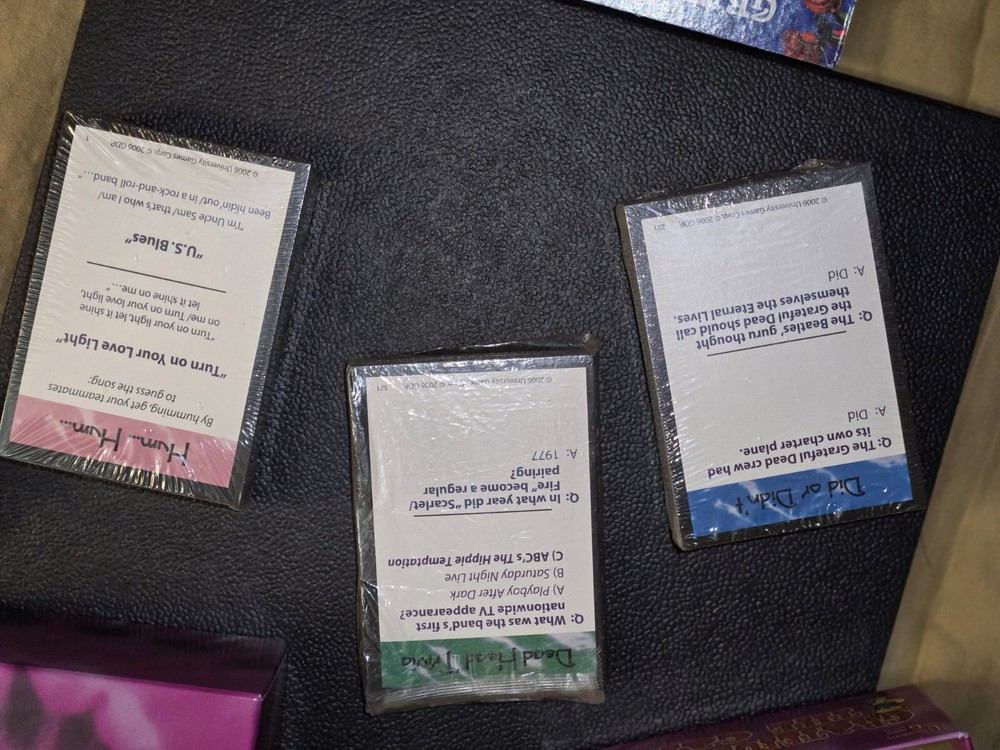 Hum... Hum...
By humming, get your teammates
to guess the song:
"Turn on Your Love Light"
"Turn on your light, let it shine
on me/ Turn on your love light,
let it shine on me..."
"U.S. Blues"
"I'm Uncle Sam/ that's who I am/
Been hidin' out/ in a rock-and-roll band..."
© 2006 University Games Corp. © 2006 GDP
1
Dead Head Trivia
Q: What was the band's first
nationwide TV appearance?
A) Playboy After Dark
B) Saturday Night Live
C) ABC's The Hippie Temptation
Q: In what year did "Scarlet/
Fire" become a regular
pairing?
A: 1977
© 2006 University Games
© 2006 GDP
Did or Didn't
Q: The Grateful Dead crew had
its own charter plane.
A: Did
Q: The Beatles' guru thought
the Grateful Dead should call
themselves the Eternal Lives.
A: Did
© 2006 University Games Corp. © 2006 GDP
221